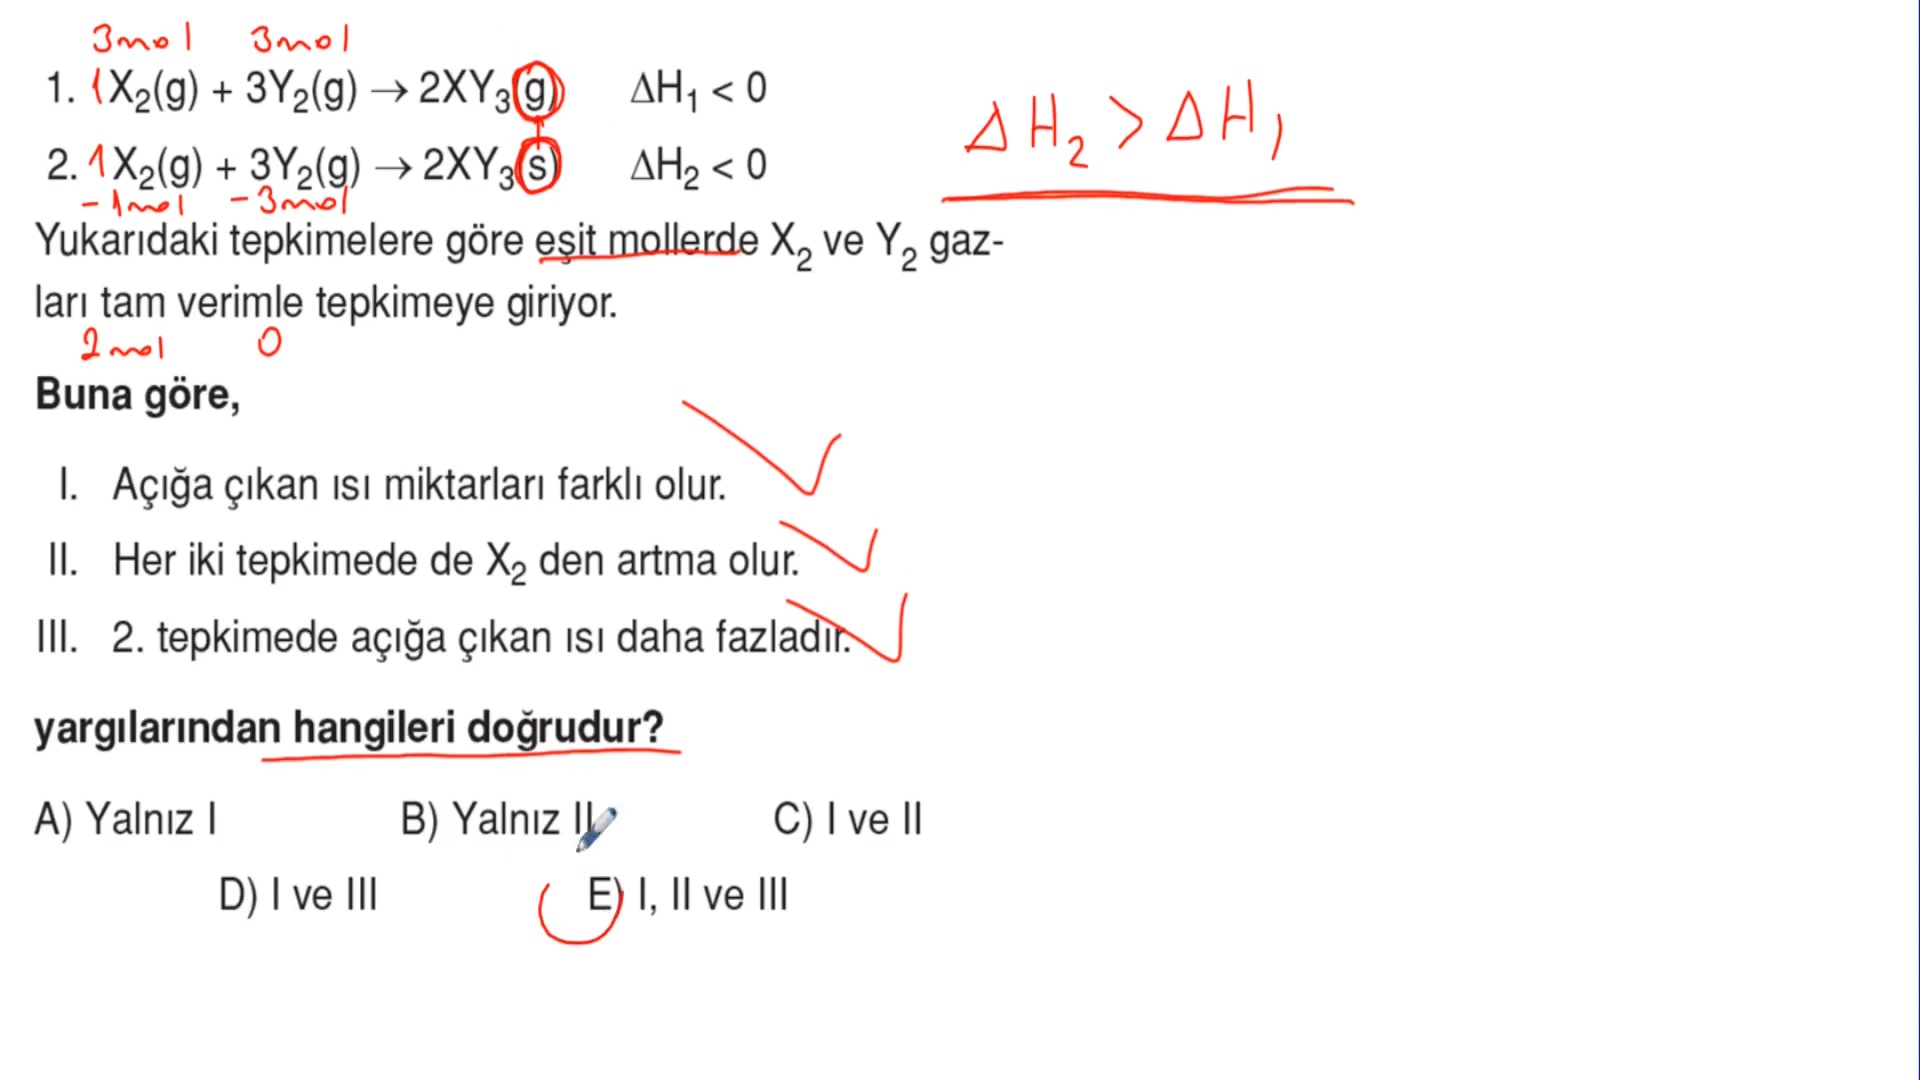 3mol 3mol
1. 1X₂(g) + 3Y₂(g) → 2XY₃(g) ΔH₁ < 0
ΔH₂ > ΔH₁
2. 1X₂(g) + 3Y₂(g) → 2XY₃(s) ΔH₂ < 0
-1mol -3mol
Yukarıdaki tepkimelere göre eşit mollerde X₂ ve Y₂ gaz-
ları tam verimle tepkimeye giriyor.
2mol 0
Buna göre,
I. Açığa çıkan ısı miktarları farklı olur.
II. Her iki tepkimede de X₂ den artma olur.
III. 2. tepkimede açığa çıkan ısı daha fazladır.
yargılarından hangileri doğrudur?
A) Yalnız I B) Yalnız II C) I ve II
D) I ve III E) I, II ve III